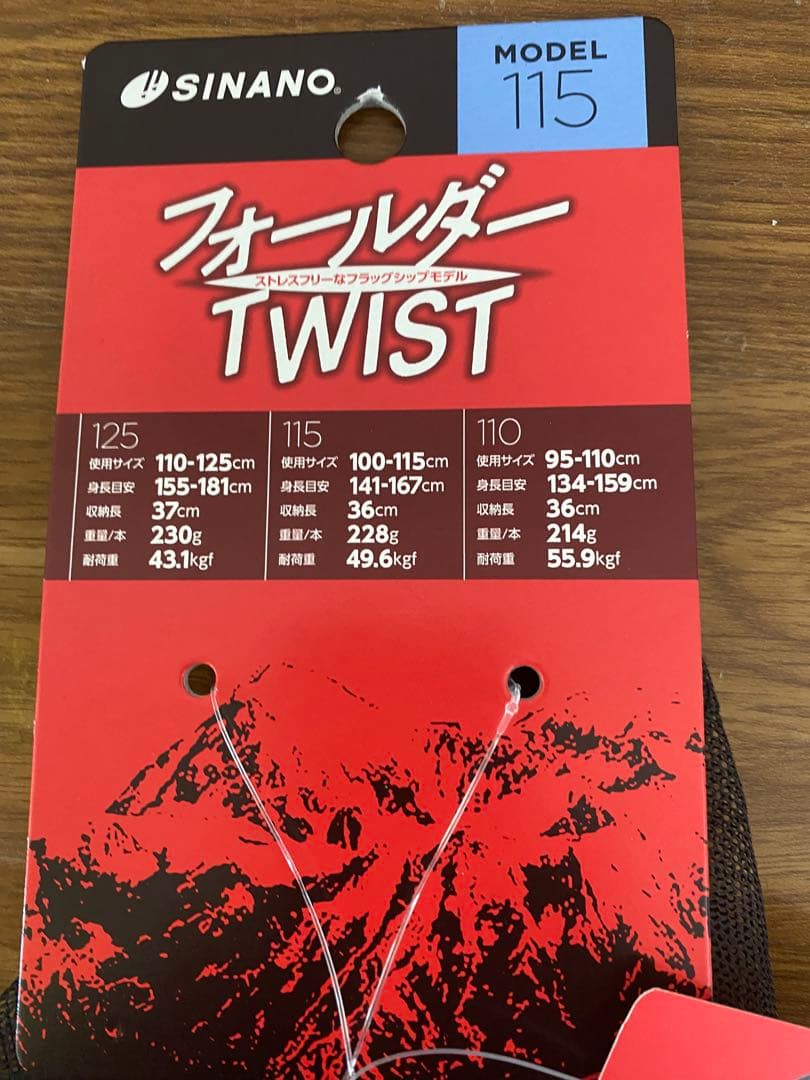 SINANO®
MODEL
115
フォールダー
ストレスフリーなフラッグシップモデル
TWIST
125
使用サイズ 110-125cm
身長目安 155-181cm
収納長 37cm
重量/本 230g
耐荷重 43.1kgf
115
使用サイズ 100-115cm
身長目安 141-167cm
収納長 36cm
重量/本 228g
耐荷重 49.6kgf
110
使用サイズ 95-110cm
身長目安 134-159cm
収納長 36cm
重量/本 214g
耐荷重 55.9kgf